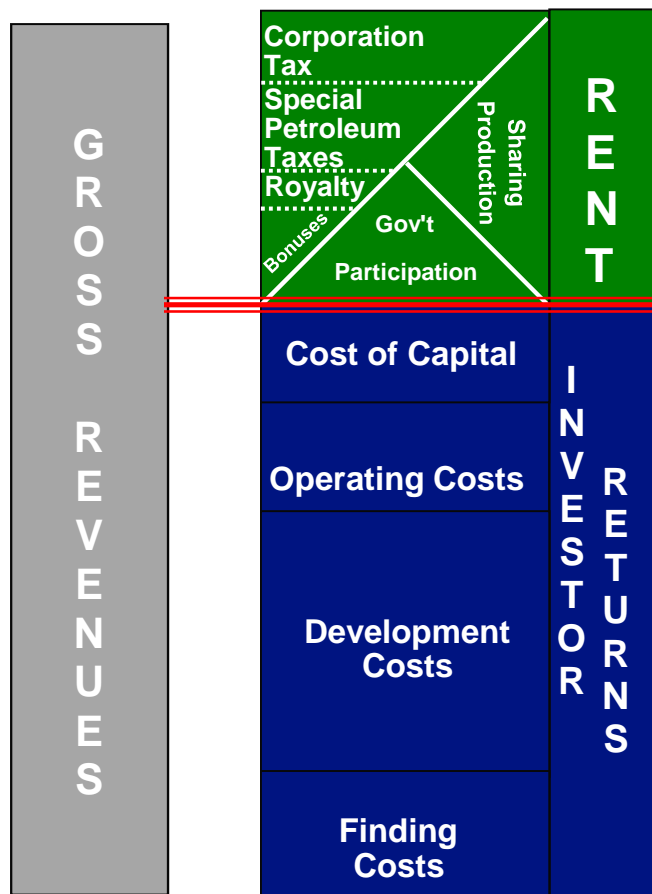 GROSS REVENUES
Corporation
Tax
Special
Petroleum
Taxes
Royalty
Bonuses
Sharing
Production
Gov't
Participation
RENT
Cost of Capital
Operating Costs
Development
Costs
Finding
Costs
INVESTOR
RETURNS